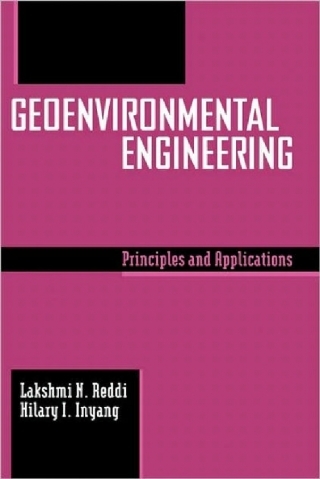 GEOENVIRONMENTAL
ENGINEERING
Principles and Applications
Lakshmi N. Reddi
Hilary I. Inyang